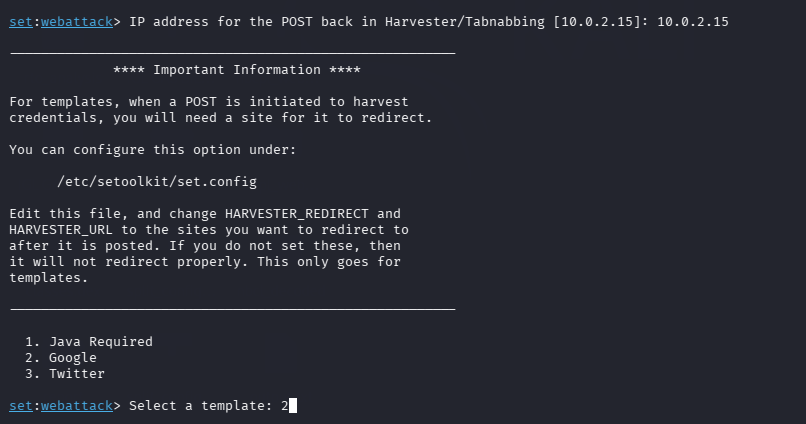 set:webattack> IP address for the POST back in Harvester/Tabnabbing [10.0.2.15]: 10.0.2.15
**** Important Information ****
For templates, when a POST is initiated to harvest
credentials, you will need a site for it to redirect.
You can configure this option under:
/etc/setoolkit/set.config
Edit this file, and change HARVESTER_REDIRECT and
HARVESTER_URL to the sites you want to redirect to
after it is posted. If you do not set these, then
it will not redirect properly. This only goes for
templates.
1. Java Required
2. Google
3. Twitter
set:webattack> Select a template: 2